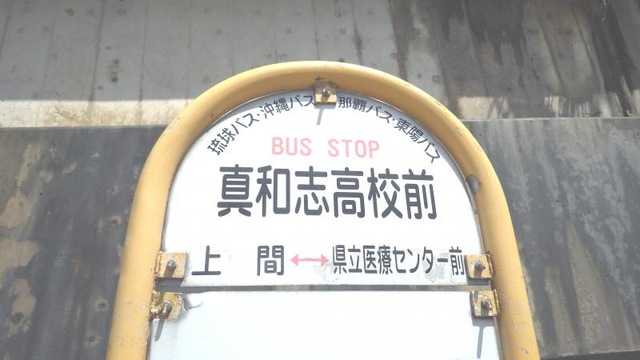 琉球バス・沖縄バス 那覇バス・東陽バス
BUS STOP
真和志高校前
上間↔県立医療センター前